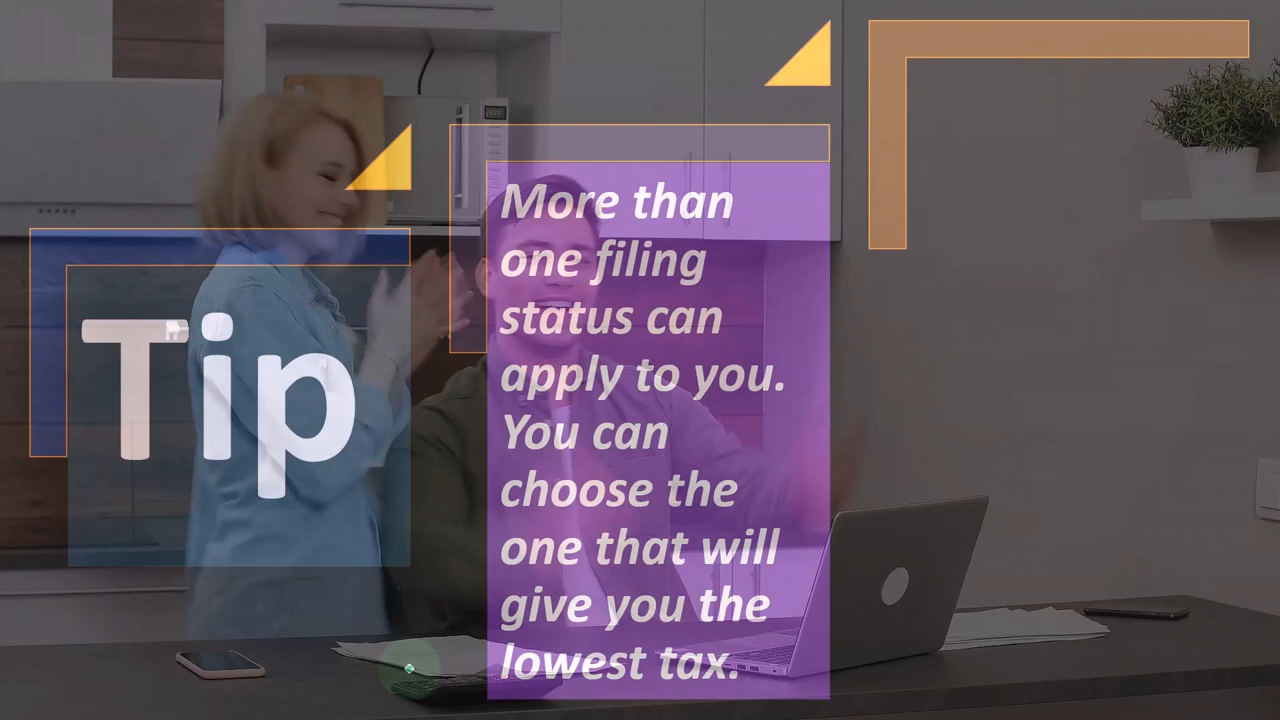 Tip
More than
one filing
status can
apply to you.
You can
choose the
one that will
give you the
lowest tax.